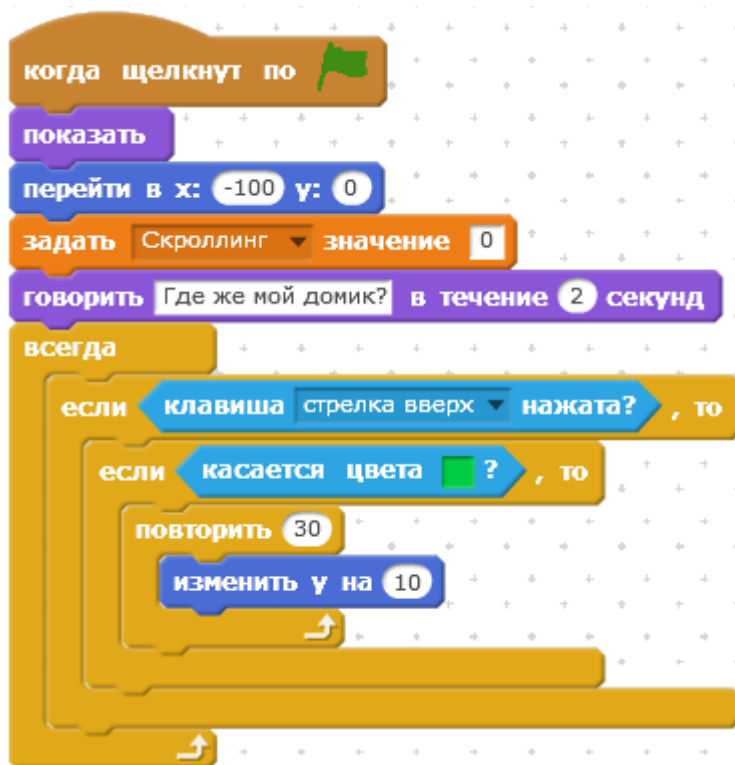 когда щелкнут по
показать
перейти в x: -100 y: 0
задать Скроллинг значение 0
говорить Где же мой домик? в течение 2 секунд
всегда
если клавиша стрелка вверх нажата? , то
если касается цвета ? , то
повторить 30
изменить y на 10